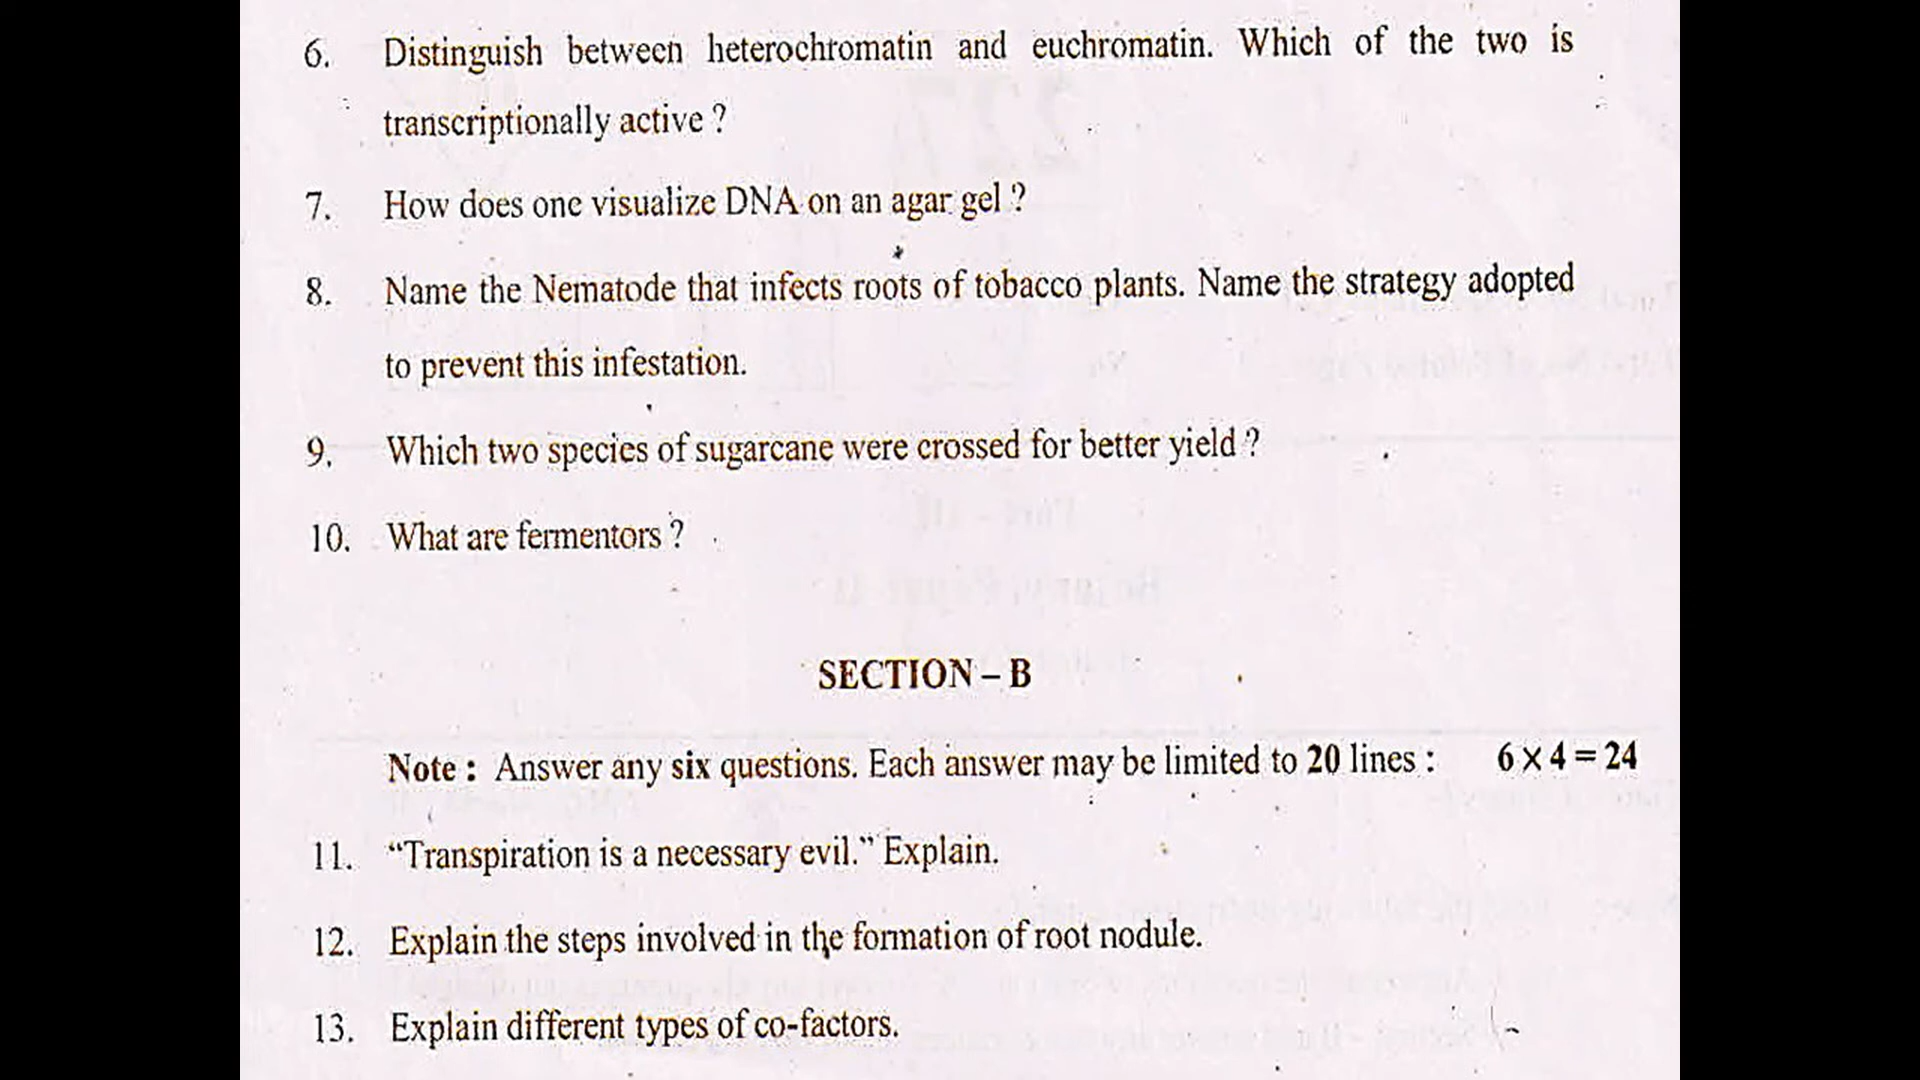 6. Distinguish between heterochromatin and euchromatin. Which of the two is
transcriptionally active ?
7. How does one visualize DNA on an agar gel ?
8. Name the Nematode that infects roots of tobacco plants. Name the strategy adopted
to prevent this infestation.
9. Which two species of sugarcane were crossed for better yield ?
10. What are fermentors ?
SECTION – B
Note : Answer any six questions. Each answer may be limited to 20 lines : 6 × 4 = 24
11. “Transpiration is a necessary evil.” Explain.
12. Explain the steps involved in the formation of root nodule.
13. Explain different types of co-factors.